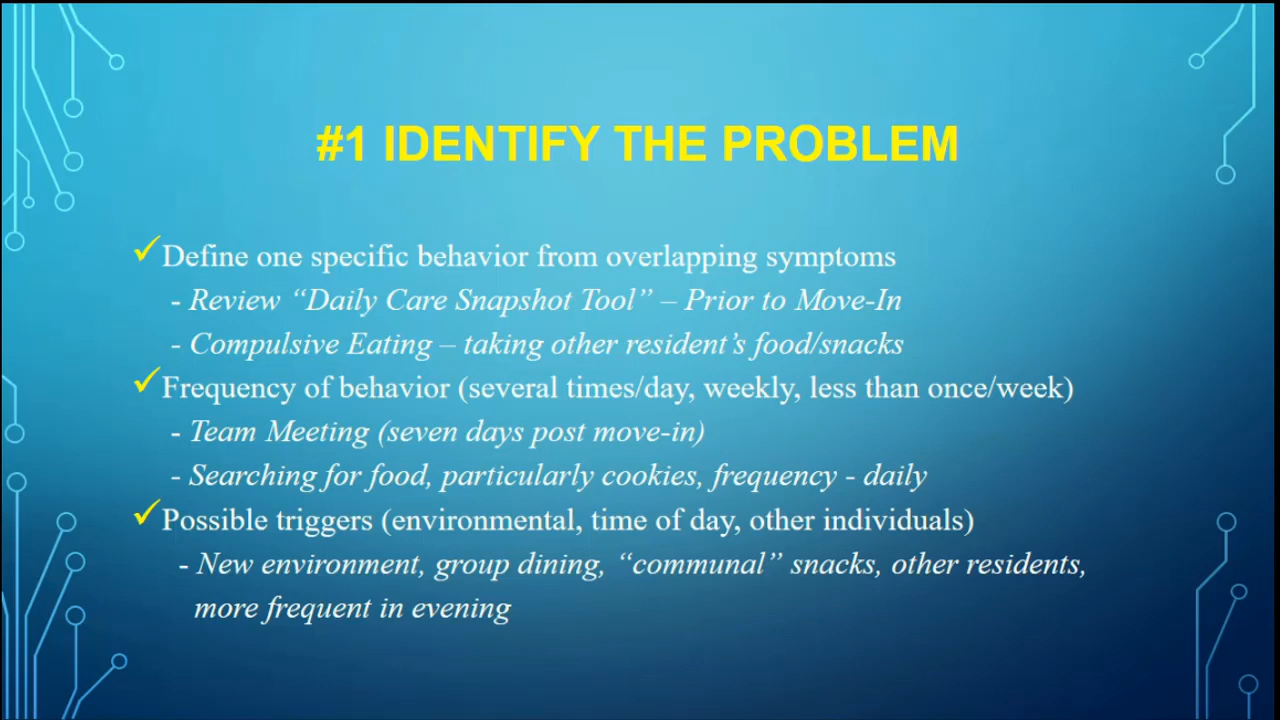 #1 IDENTIFY THE PROBLEM
✓Define one specific behavior from overlapping symptoms
- Review “Daily Care Snapshot Tool” – Prior to Move-In
- Compulsive Eating – taking other resident’s food/snacks
✓Frequency of behavior (several times/day, weekly, less than once/week)
- Team Meeting (seven days post move-in)
- Searching for food, particularly cookies, frequency - daily
✓Possible triggers (environmental, time of day, other individuals)
- New environment, group dining, “communal” snacks, other residents,
more frequent in evening